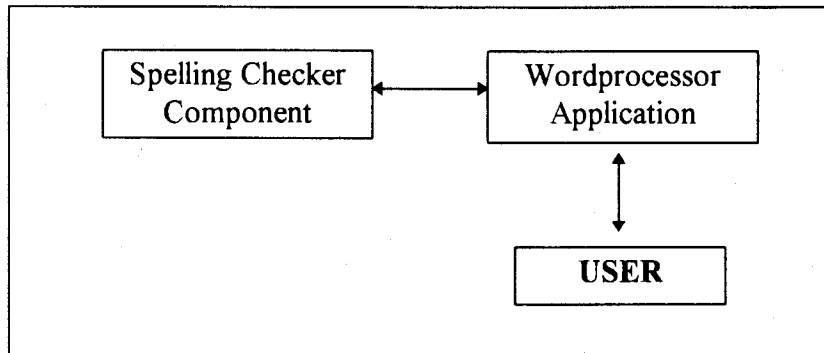 Spelling Checker
Component
Wordprocessor
Application
USER